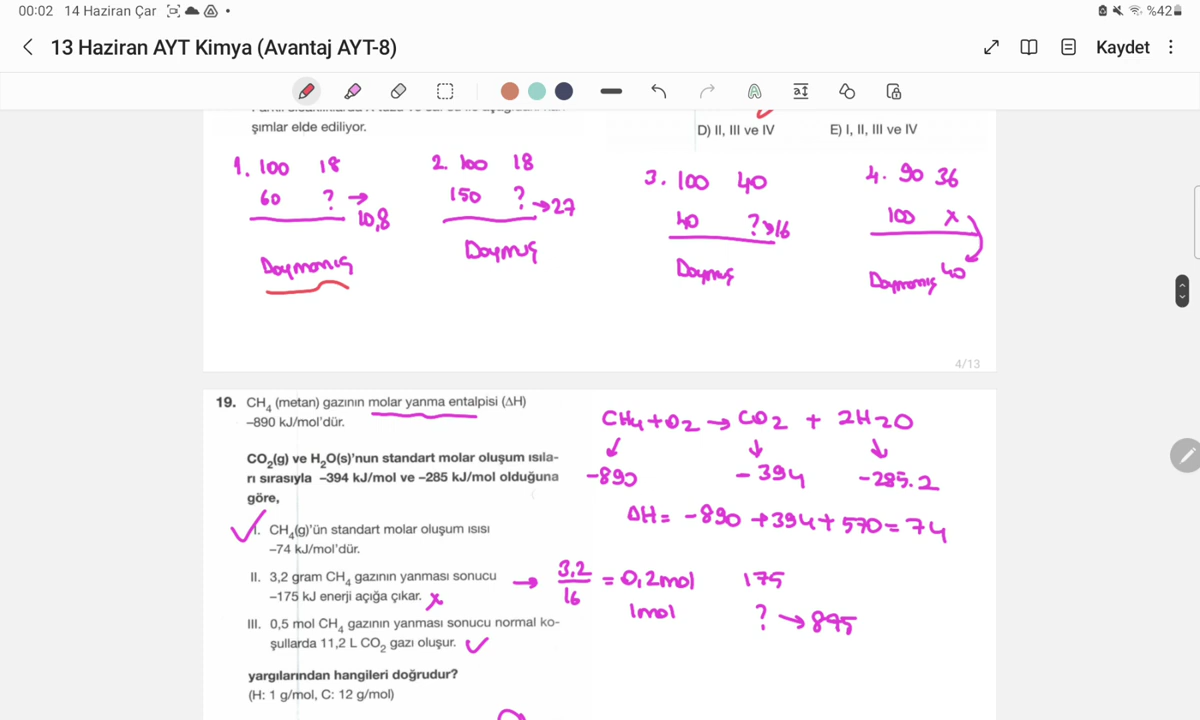 00:02 14 Haziran Çar %42
13 Haziran AYT Kimya (Avantaj AYT-8) Kaydet
şımlar elde ediliyor.
D) II, III ve IV E) I, II, III ve IV
1. 100 18
60 ? → 10,8
Doymamış
2. 100 18
150 ? → 27
Doymuş
3. 100 40
40 ? → 16
Doymuş
4. 90 36
100 x
40
Doymamış
4/13
19. CH₄ (metan) gazının molar yanma entalpisi (ΔH)
–890 kJ/mol'dür.
CO₂(g) ve H₂O(s)'nun standart molar oluşum ısıla-
rı sırasıyla –394 kJ/mol ve –285 kJ/mol olduğuna
göre,
I. CH₄(g)'ün standart molar oluşum ısısı
–74 kJ/mol'dür.
II. 3,2 gram CH₄ gazının yanması sonucu
–175 kJ enerji açığa çıkar. x
III. 0,5 mol CH₄ gazının yanması sonucu normal ko-
şullarda 11,2 L CO₂ gazı oluşur.
yargılarından hangileri doğrudur?
(H: 1 g/mol, C: 12 g/mol)
CH4 + O2 → CO2 + 2H2O
-890 -394 -285.2
ΔH = -890 + 394 + 570 = 74
→ 3,2/16 = 0,2mol 175
1mol ? → 895